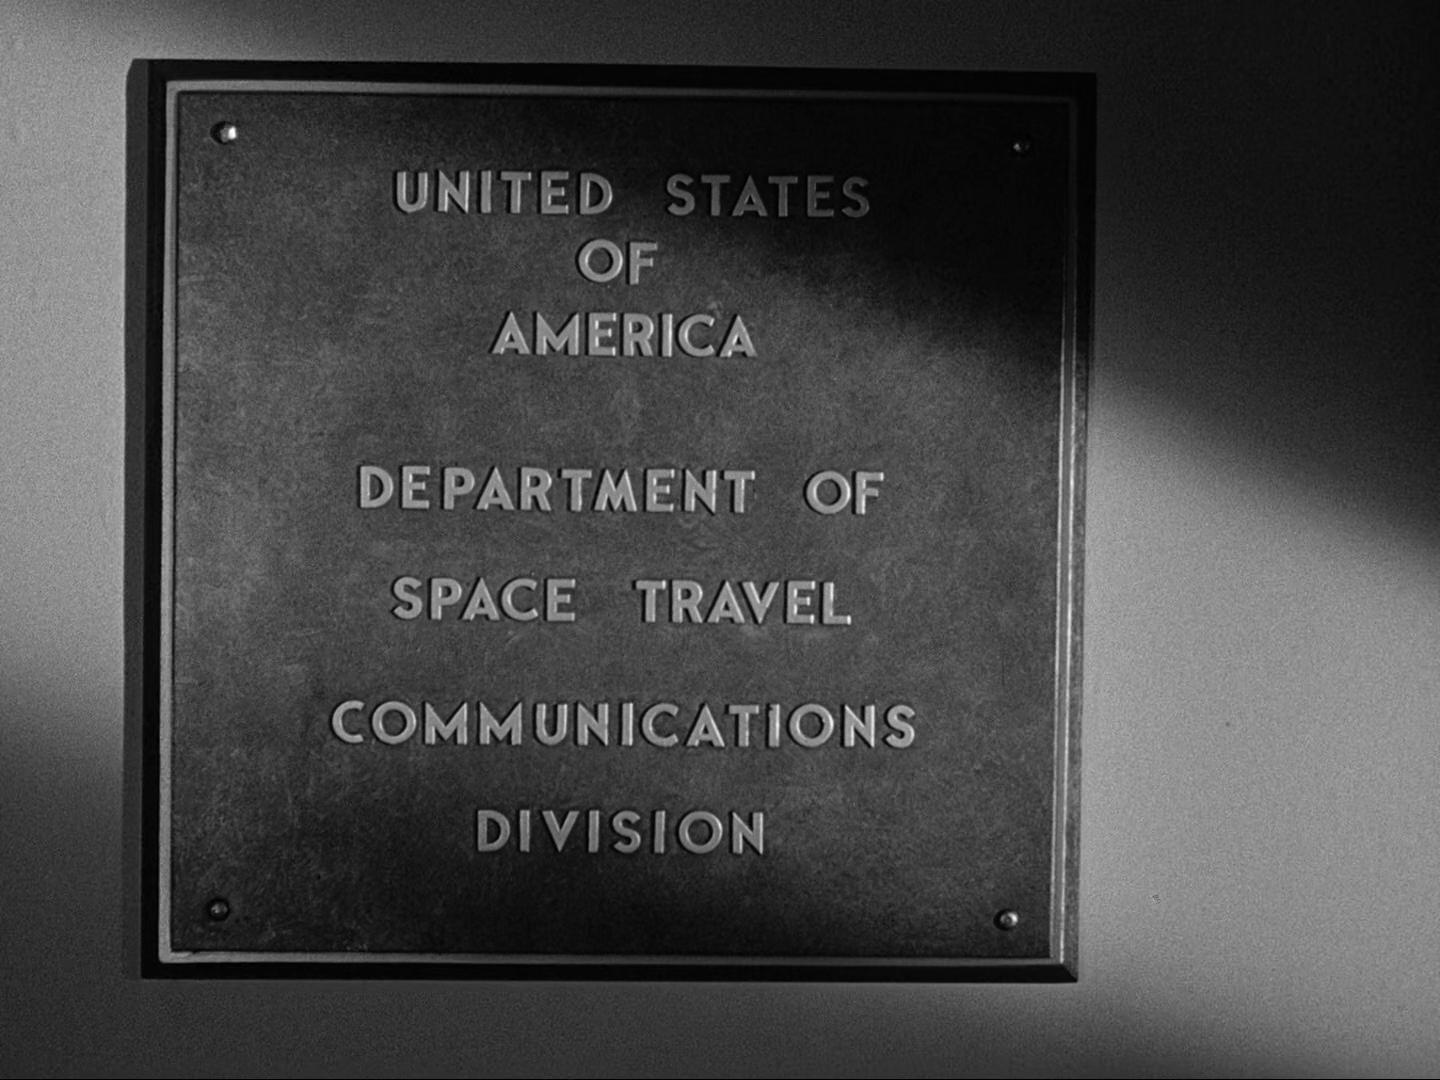 UNITED STATES
OF
AMERICA
DEPARTMENT OF
SPACE TRAVEL
COMMUNICATIONS
DIVISION